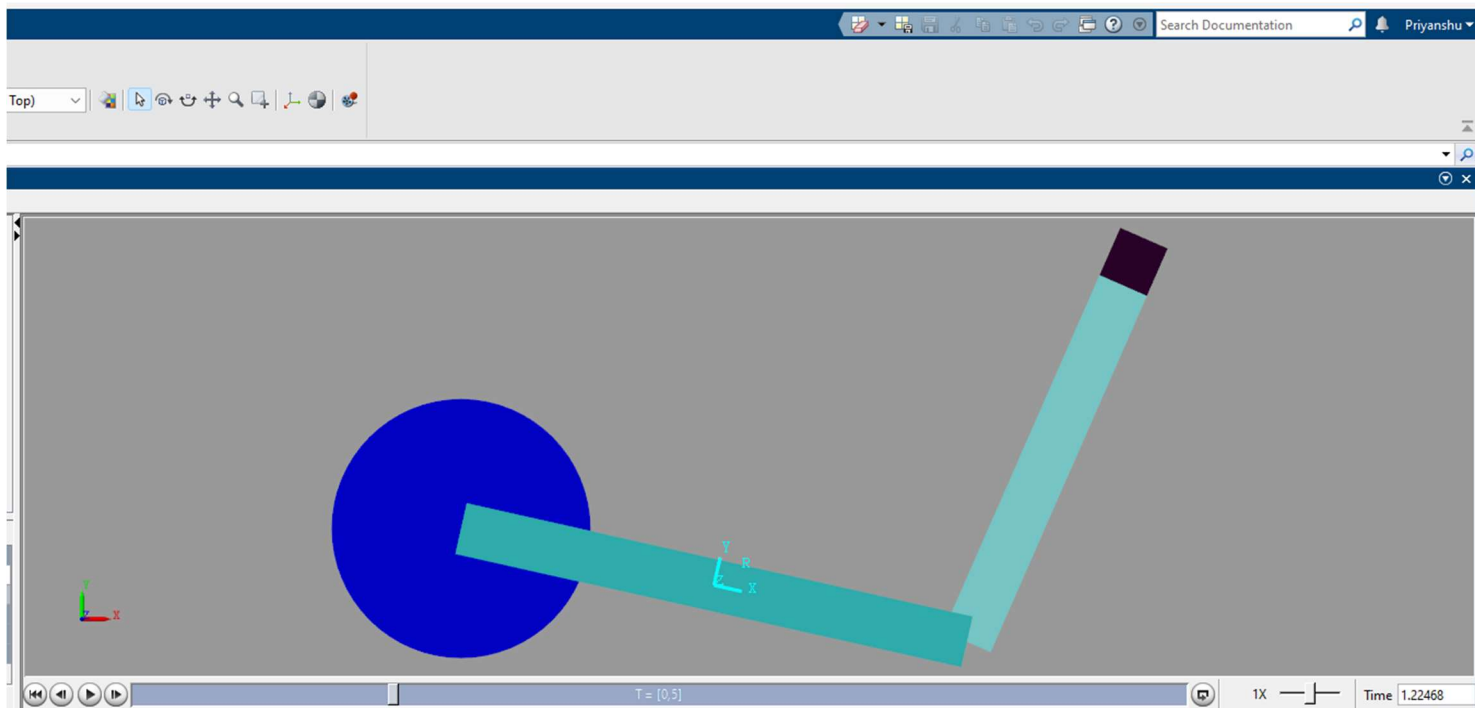 Search Documentation
Priyanshu
Top)
Y
R
Z X
Y
Z X
T = [0,5]
1X
Time 1.22468